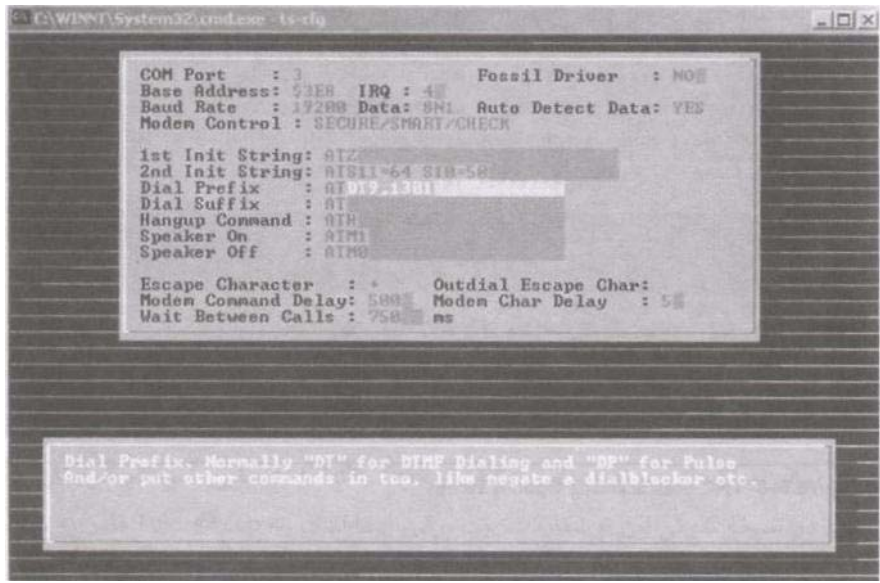 C:\WINNT\System32\cmd.exe - ts-cfg
COM Port : 3 Fossil Driver : NO
Base Address: $3E8 IRQ : 4
Baud Rate : 19200 Data: 8N1 Auto Detect Data: YES
Modem Control : SECURE/SMART/CHECK
1st Init String: ATZ
2nd Init String: ATS11=64 S10=50
Dial Prefix : ATDT9,1301
Dial Suffix : AT
Hangup Command : ATH
Speaker On : ATM1
Speaker Off : ATM0
Escape Character : + Outdial Escape Char:
Modem Command Delay: 500 Modem Char Delay : 5
Wait Between Calls : 750 ms
Dial Prefix. Normally "DT" for DTMF Dialing and "DP" for Pulse
And/or put other commands in too, like negate a dialblocker etc.